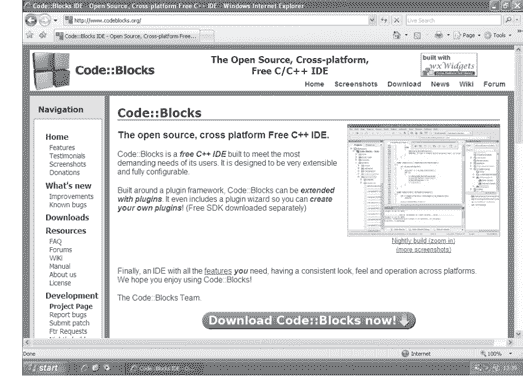 Code::Blocks IDE - Open Source, Cross-platform Free C++ IDE - Windows Internet Explorer
http://www.codeblocks.org/
Live Search
Code::Blocks IDE - Open Source, Cross-platform Free...
Page
Tools
Code::Blocks
The Open Source, Cross-platform,
Free C/C++ IDE
built with
wxWidgets
Home Screenshots Download News Wiki Forum
Navigation
Home
Features
Testimonials
Screenshots
Donations
What's new
Improvements
Known bugs
Downloads
Resources
FAQ
Forums
Wiki
Manual
About us
License
Development
Project Page
Report bugs
Submit patch
Ftr Requests
Code::Blocks
The open source, cross platform Free C++ IDE.
Code::Blocks is a free C++ IDE built to meet the most
demanding needs of its users. It is designed to be very extensible
and fully configurable.
Built around a plugin framework, Code::Blocks can be extended
with plugins. It even includes a plugin wizard so you can create
your own plugins! (Free SDK downloaded separately)
Nightly build (zoom in)
(more screenshots)
Finally, an IDE with all the features you need, having a consistent look, feel and operation across platforms.
We hope you enjoy using Code::Blocks!
The Code::Blocks Team.
Download Code::Blocks now!
Done
Internet
100%
start
Code::Blocks IDE - O...